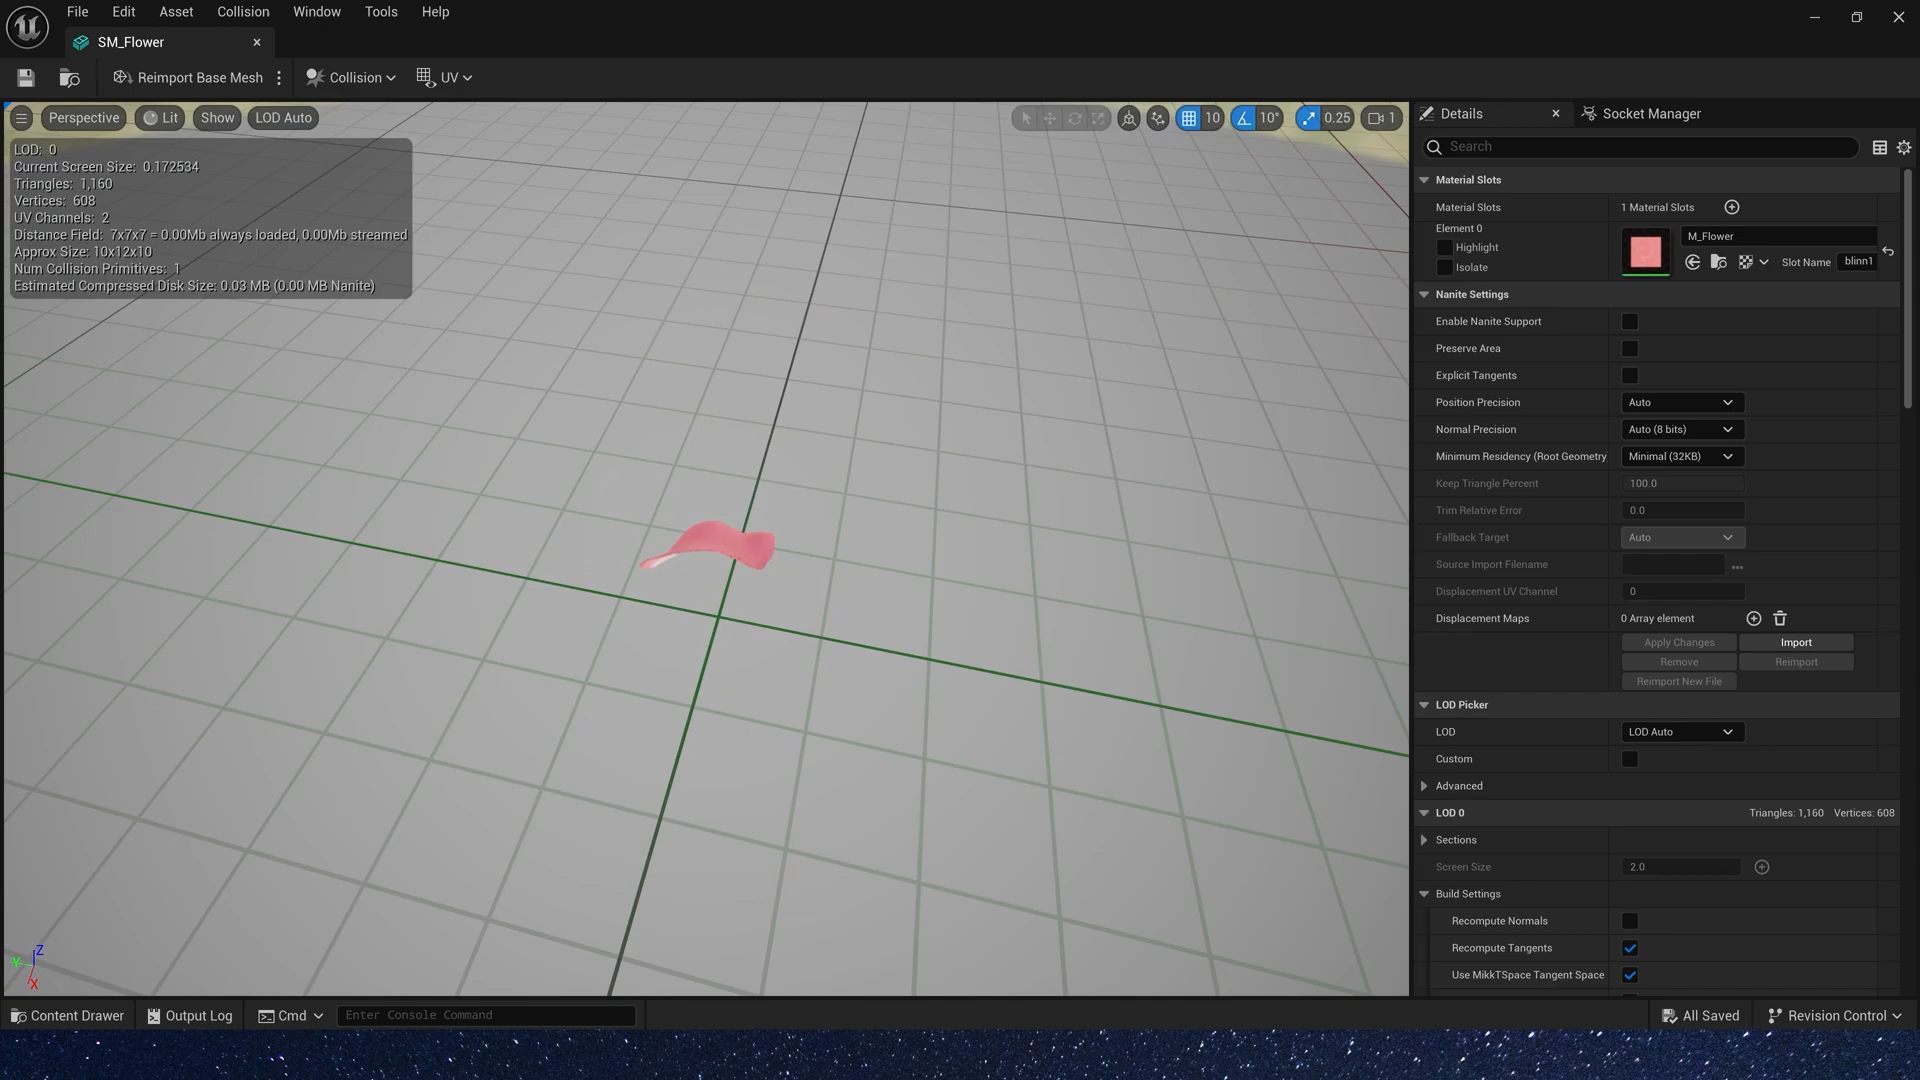 File Edit Asset Collision Window Tools Help
SM_Flower
Reimport Base Mesh Collision UV
Perspective Lit Show LOD Auto 10 10° 0.25 1
LOD: 0
Current Screen Size: 0.172534
Triangles: 1,160
Vertices: 608
UV Channels: 2
Distance Field: 7x7x7 = 0.00Mb always loaded, 0.00Mb streamed
Approx Size: 10x12x10
Num Collision Primitives: 1
Estimated Compressed Disk Size: 0.03 MB (0.00 MB Nanite)
Z
Y
X
Details Socket Manager
Search
Material Slots
Material Slots 1 Material Slots
Element 0
Highlight
Isolate
M_Flower
Slot Name blinn1
Nanite Settings
Enable Nanite Support
Preserve Area
Explicit Tangents
Position Precision Auto
Normal Precision Auto (8 bits)
Minimum Residency (Root Geometry Minimal (32KB)
Keep Triangle Percent 100.0
Trim Relative Error 0.0
Fallback Target Auto
Source Import Filename
Displacement UV Channel 0
Displacement Maps 0 Array element
Apply Changes Import
Remove Reimport
Reimport New File
LOD Picker
LOD LOD Auto
Custom
Advanced
LOD 0 Triangles: 1,160 Vertices: 608
Sections
Screen Size 2.0
Build Settings
Recompute Normals
Recompute Tangents
Use MikkTSpace Tangent Space
Content Drawer Output Log Cmd Enter Console Command All Saved Revision Control